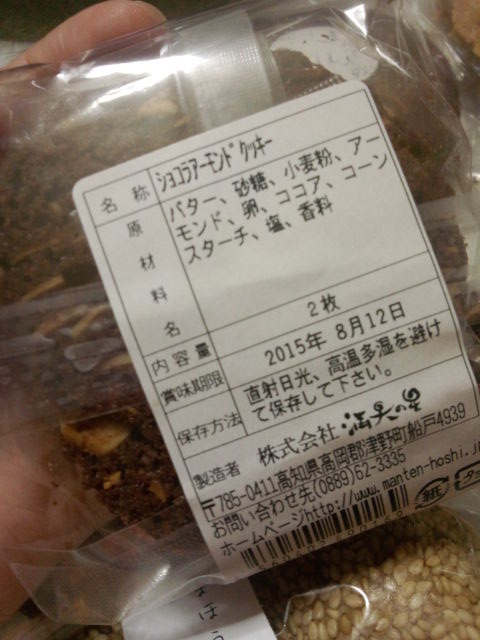 名称 ショコラアーモンドクッキー
原材料名 バター、砂糖、小麦粉、アー
モンド、卵、ココア、コーン
スターチ、塩、香料
内容量 2枚
賞味期限 2015年 8月12日
保存方法 直射日光、高温多湿を避け
て保存して下さい。
製造者 株式会社 満天の星
〒785-0411高知県高岡郡津野町船戸4939
お問い合わせ先(0889)62-3335
ホームページhttp://www.manten-hoshi.j
紙